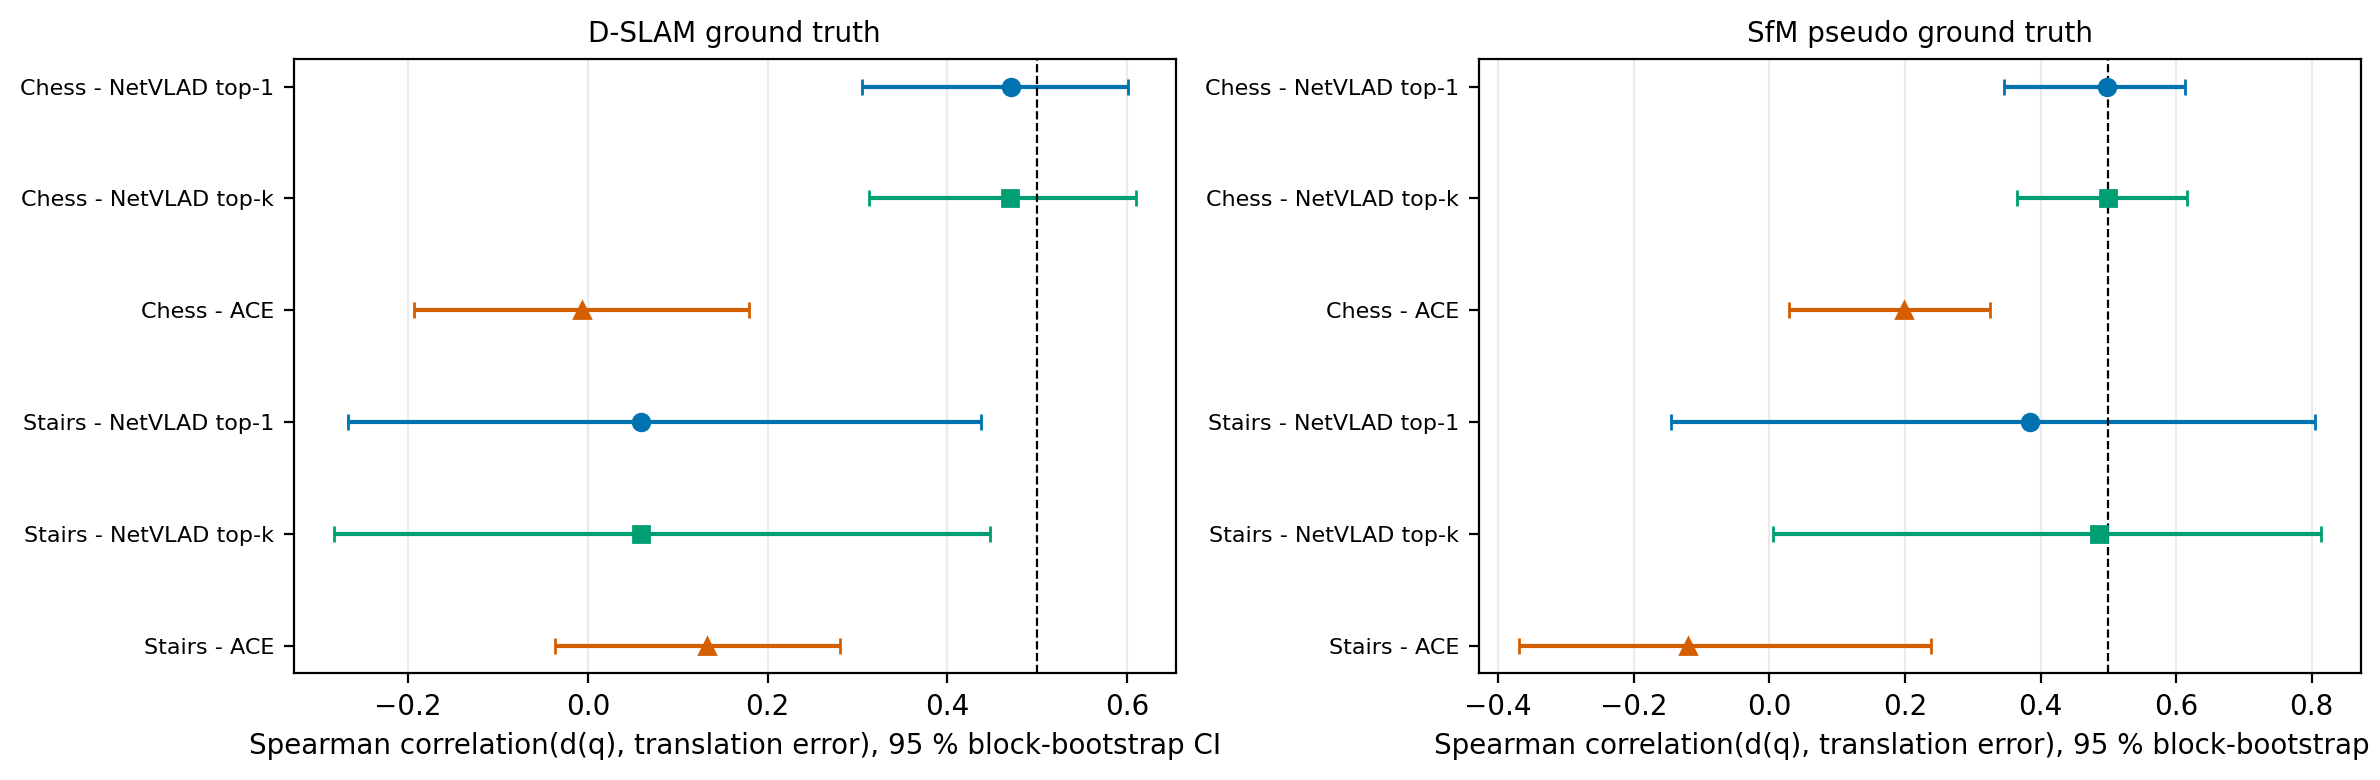 D-SLAM ground truth
Chess - NetVLAD top-1
Chess - NetVLAD top-k
Chess - ACE
Stairs - NetVLAD top-1
Stairs - NetVLAD top-k
Stairs - ACE
−0.2 0.0 0.2 0.4 0.6
Spearman correlation(d(q), translation error), 95 % block-bootstrap CI
SfM pseudo ground truth
Chess - NetVLAD top-1
Chess - NetVLAD top-k
Chess - ACE
Stairs - NetVLAD top-1
Stairs - NetVLAD top-k
Stairs - ACE
−0.4 −0.2 0.0 0.2 0.4 0.6 0.8
Spearman correlation(d(q), translation error), 95 % block-bootstrap